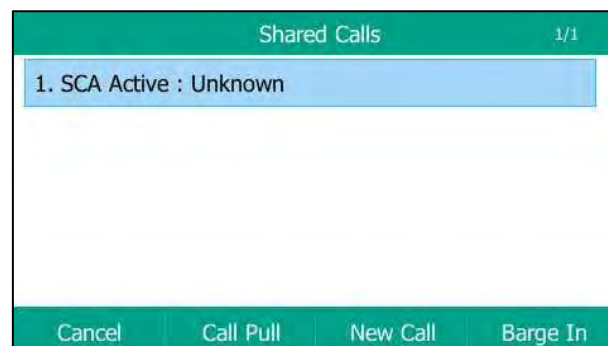 Shared Calls 1/1
1. SCA Active : Unknown
Cancel Call Pull New Call Barge In